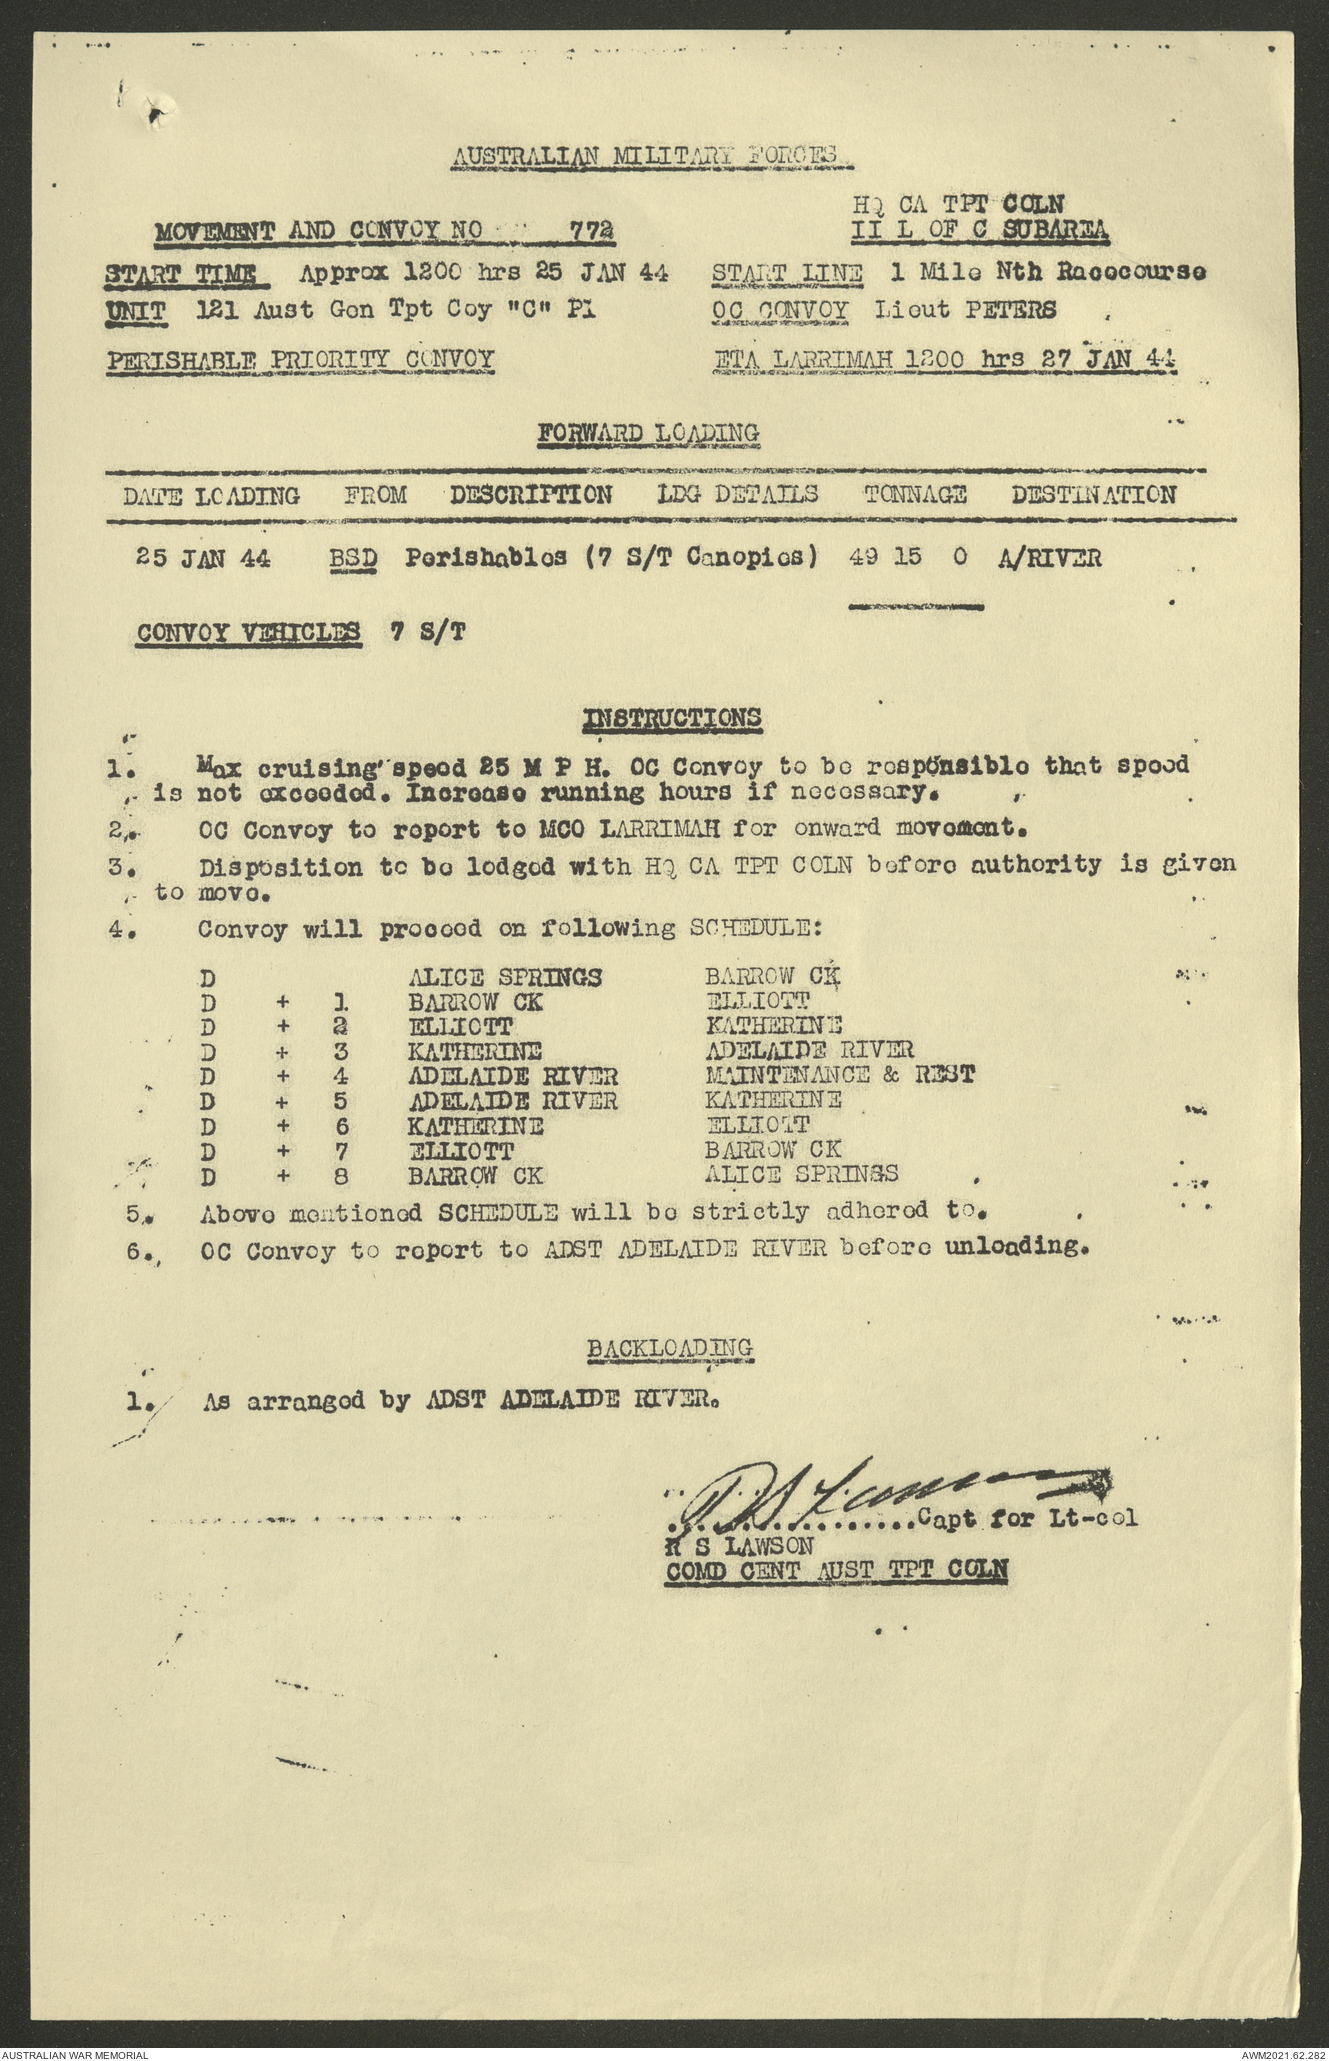 AUSTRALIAN MILITARY FORCES
HQ CA TPT COLN
MOVEMENT AND CONVOY NO 772 II L OF C SUBAREA
START TIME Approx 1200 hrs 25 JAN 44 START LINE 1 Mile Nth Racecourse
UNIT 121 Aust Gen Tpt Coy "C" Pl OC CONVOY Lieut PETERS
PERISHABLE PRIORITY CONVOY ETA LARRIMAH 1200 hrs 27 JAN 44
FORWARD LOADING
DATE LOADING FROM DESCRIPTION LDG DETAILS TONNAGE DESTINATION
25 JAN 44 BSD Perishables (7 S/T Canopies) 49 15 0 A/RIVER
CONVOY VEHICLES 7 S/T
INSTRUCTIONS
1. Max cruising speed 25 M P H. OC Convoy to be responsible that speed
is not exceeded. Increase running hours if necessary.
2. OC Convoy to report to MCO LARRIMAH for onward movement.
3. Disposition to be lodged with HQ CA TPT COLN before authority is given
to move.
4. Convoy will proceed on following SCHEDULE:
D ALICE SPRINGS BARROW CK
D + 1 BARROW CK ELLIOTT
D + 2 ELLIOTT KATHERINE
D + 3 KATHERINE ADELAIDE RIVER
D + 4 ADELAIDE RIVER MAINTENANCE & REST
D + 5 ADELAIDE RIVER KATHERINE
D + 6 KATHERINE ELLIOTT
D + 7 ELLIOTT BARROW CK
D + 8 BARROW CK ALICE SPRINGS
5. Above mentioned SCHEDULE will be strictly adhered to.
6. OC Convoy to report to ADST ADELAIDE RIVER before unloading.
BACKLOADING
1. As arranged by ADST ADELAIDE RIVER.
.................Capt for Lt-col
R S LAWSON
COMD CENT AUST TPT COLN
AUSTRALIAN WAR MEMORIAL AWM2021.62.282